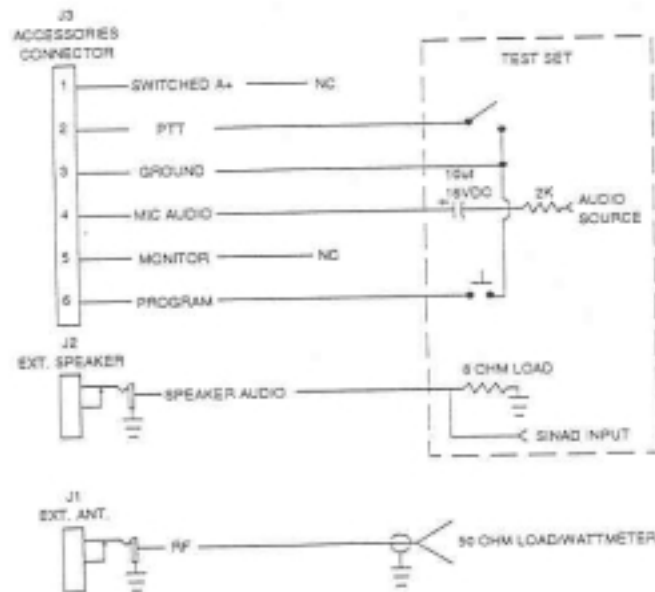 J3
ACCESSORIES
CONNECTOR
TEST SET
1 SWITCHED A+ NC
2 PTT
3 GROUND
10uf
16VDC
2K
4 MIC AUDIO
AUDIO
SOURCE
5 MONITOR NC
6 PROGRAM
J2
EXT. SPEAKER
8 OHM LOAD
SPEAKER AUDIO
SINAD INPUT
J1
EXT. ANT.
RF
50 OHM LOAD/WATTMETER